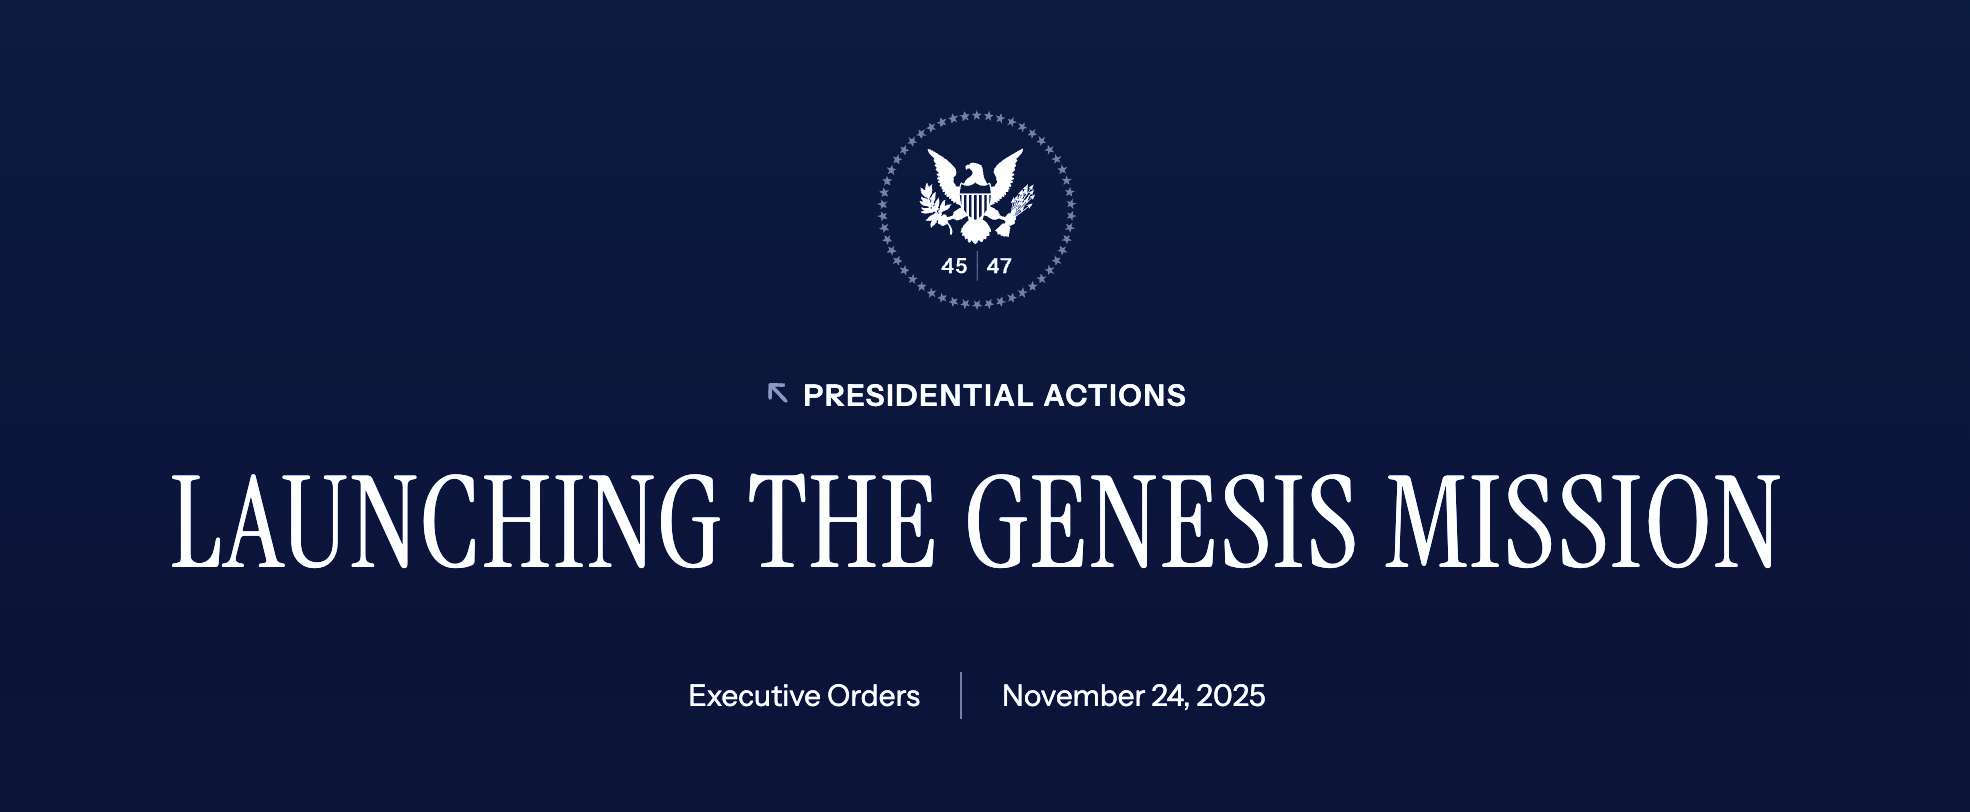 45 | 47
PRESIDENTIAL ACTIONS
LAUNCHING THE GENESIS MISSION
Executive Orders | November 24, 2025